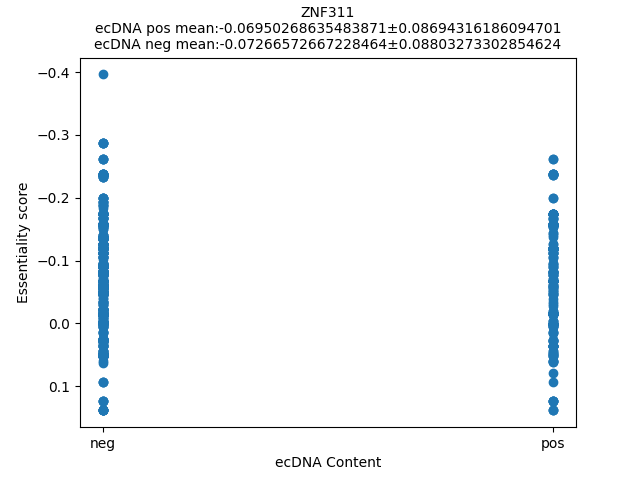 ZNF311
ecDNA pos mean:-0.06950268635483871±0.08694316186094701
ecDNA neg mean:-0.07266572667228464±0.08803273302854624
−0.4
−0.3
−0.2
−0.1
0.0
0.1
Essentiality score
neg
pos
ecDNA Content